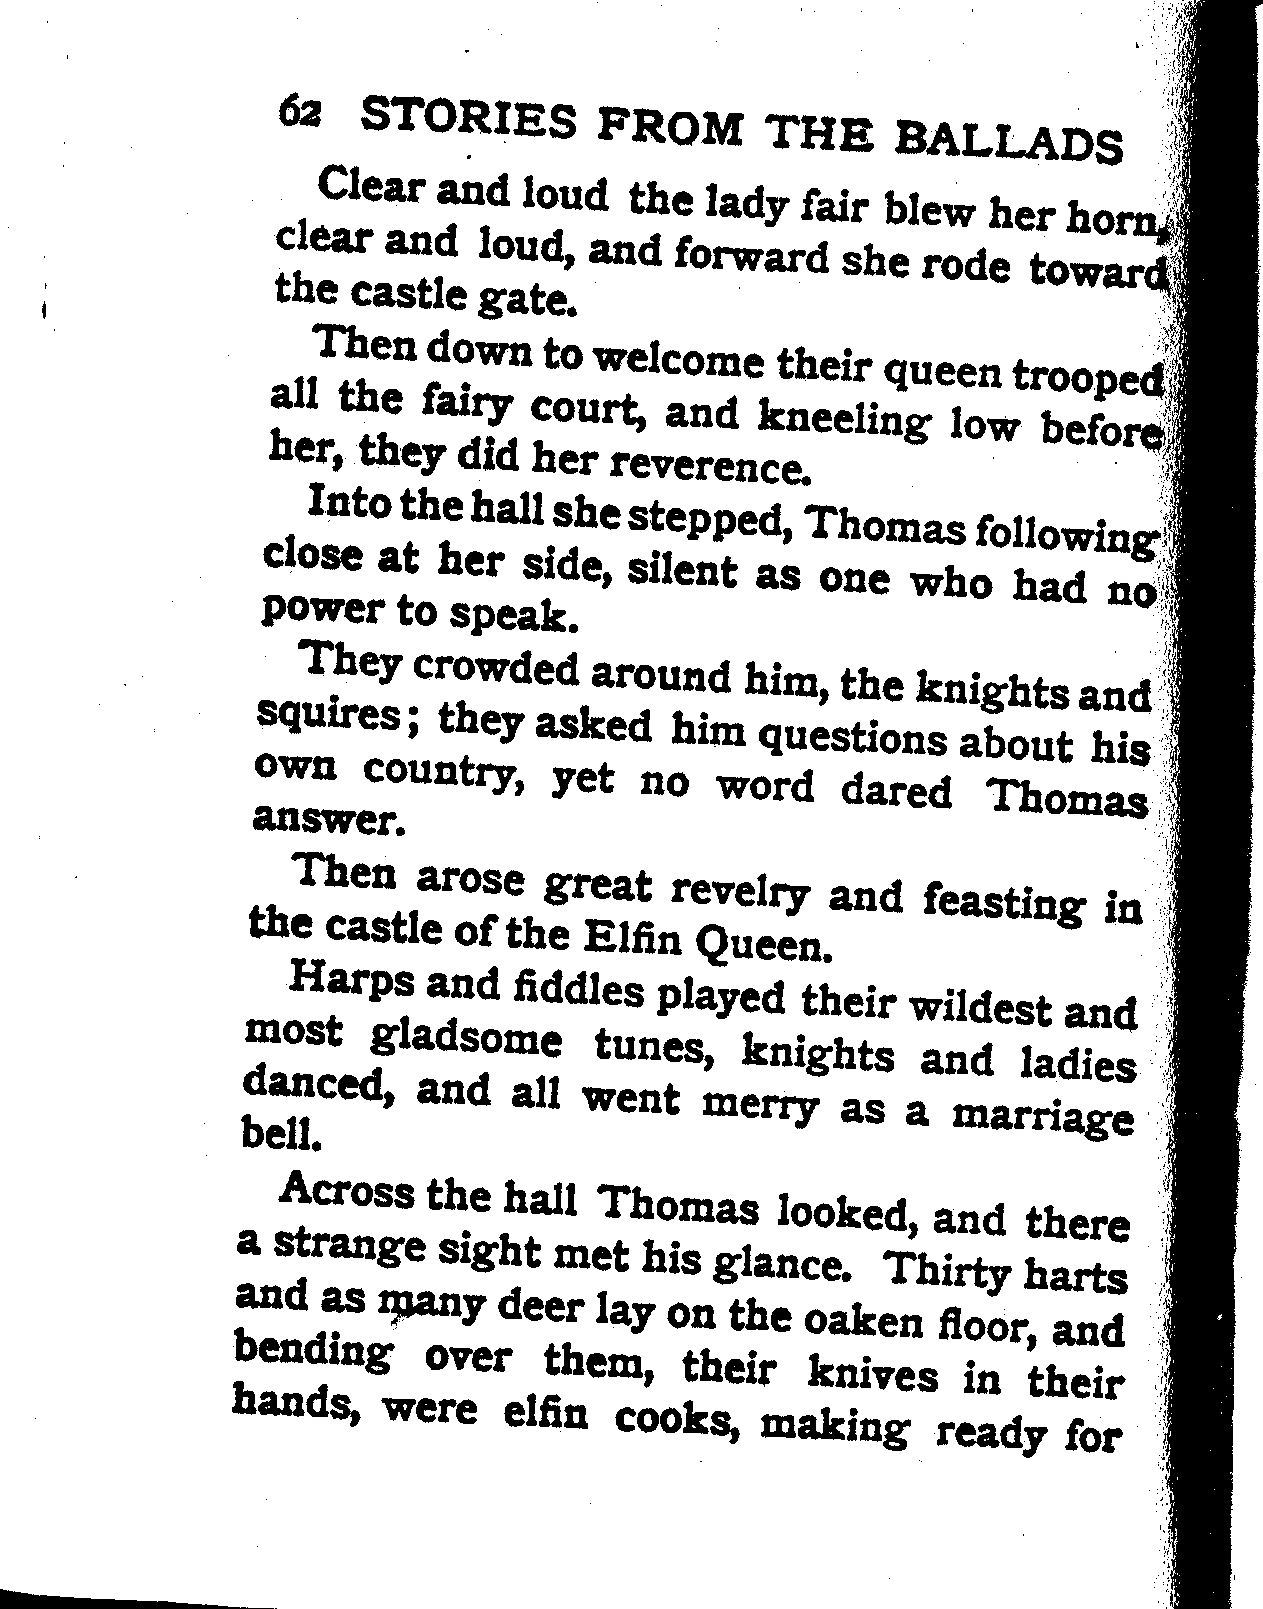 62 STORIES FROM THE BALLADS
Clear and loud the lady fair blew her horn,
clear and loud, and forward she rode toward
the castle gate.
Then down to welcome their queen trooped
all the fairy court, and kneeling low before
her, they did her reverence.
Into the hall she stepped, Thomas following
close at her side, silent as one who had no
power to speak.
They crowded around him, the knights and
squires; they asked him questions about his
own country, yet no word dared Thomas
answer.
Then arose great revelry and feasting in
the castle of the Elfin Queen.
Harps and fiddles played their wildest and
most gladsome tunes, knights and ladies
danced, and all went merry as a marriage
bell.
Across the hall Thomas looked, and there
a strange sight met his glance. Thirty harts
and as many deer lay on the oaken floor, and
bending over them, their knives in their
hands, were elfin cooks, making ready for